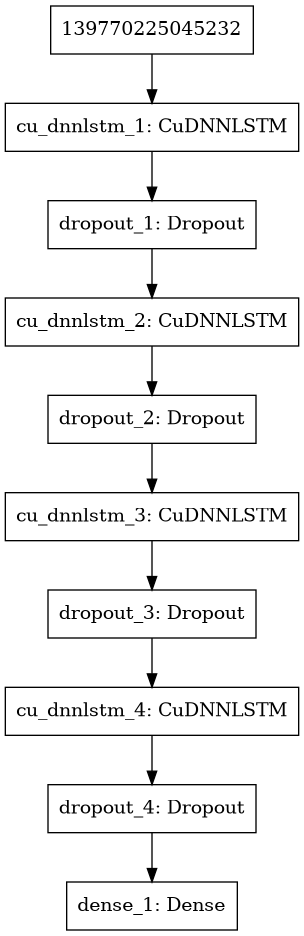 139770225045232
cu_dnnlstm_1: CuDNNLSTM
dropout_1: Dropout
cu_dnnlstm_2: CuDNNLSTM
dropout_2: Dropout
cu_dnnlstm_3: CuDNNLSTM
dropout_3: Dropout
cu_dnnlstm_4: CuDNNLSTM
dropout_4: Dropout
dense_1: Dense